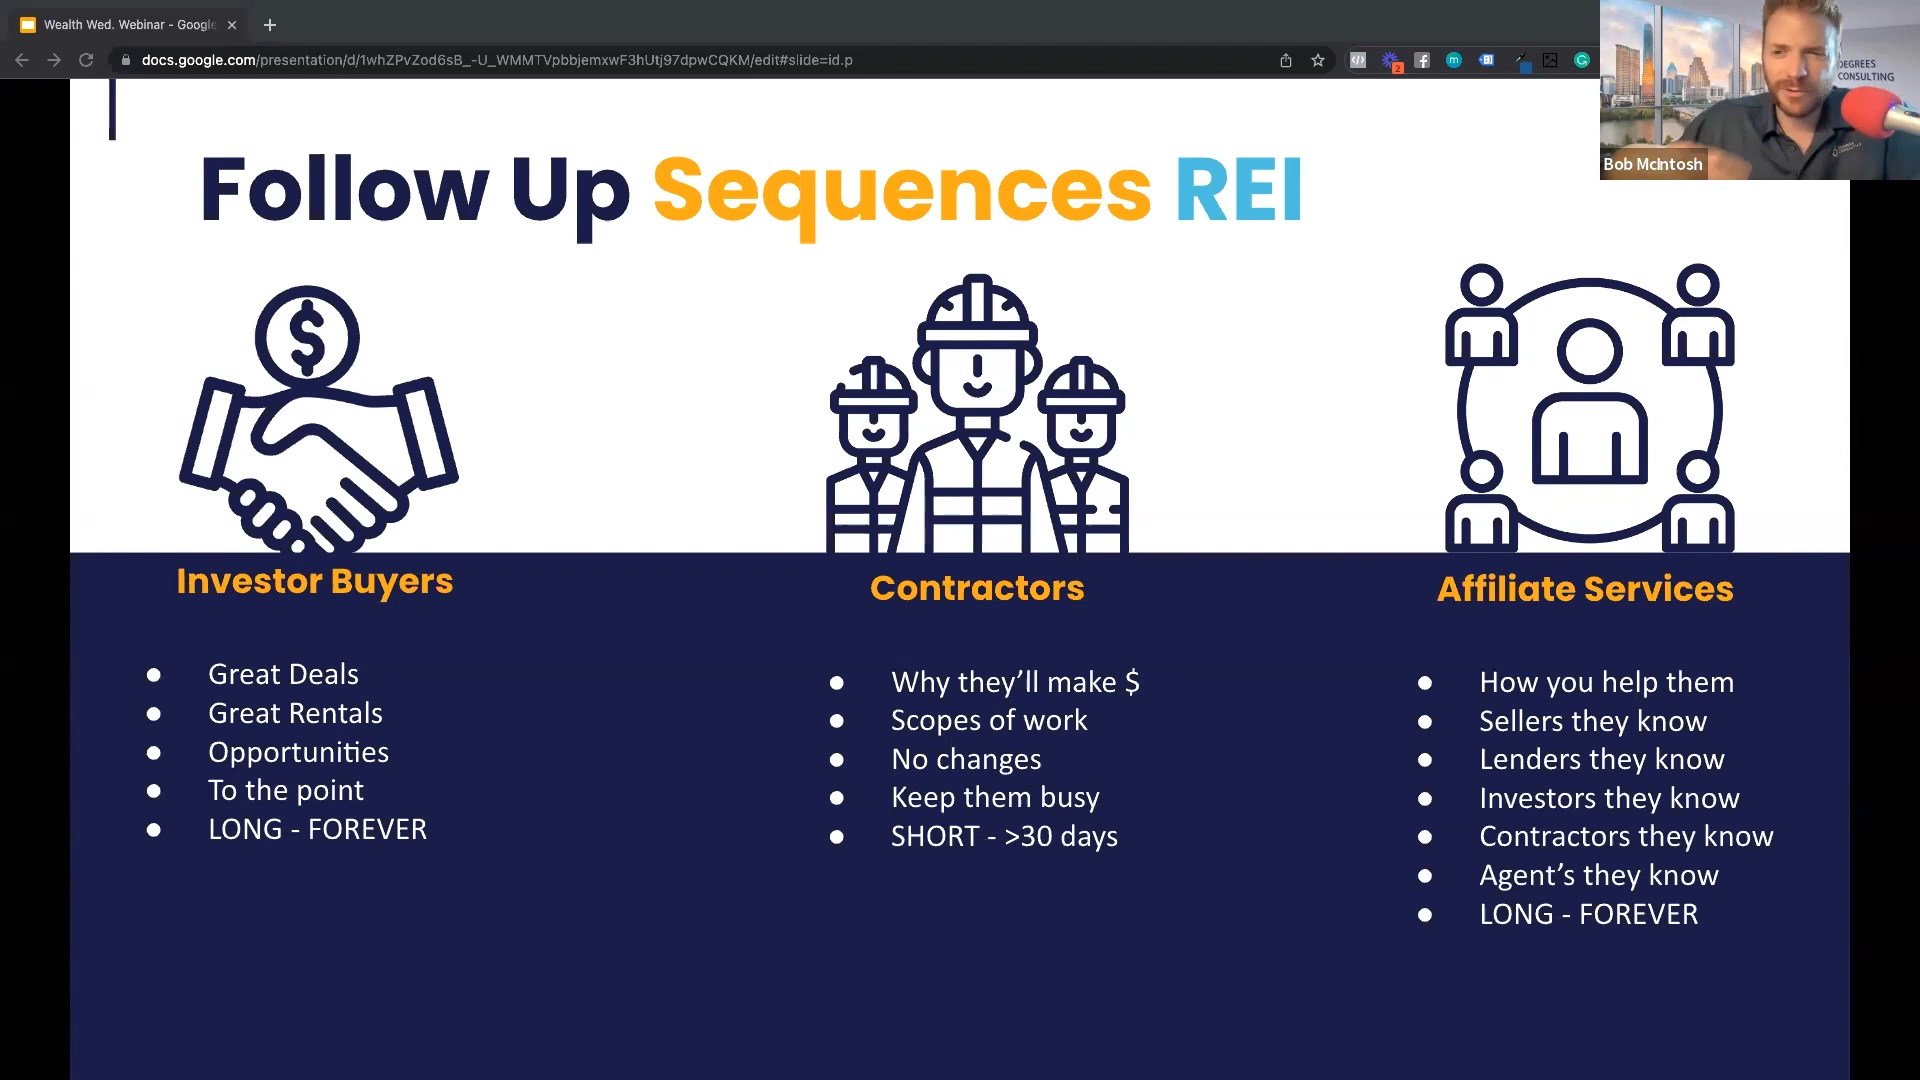 Wealth Wed. Webinar - Google
docs.google.com/presentation/d/1whZPvZod6sB_-U_WMMTVpbbjemxwF3hUtj97dpwCQKM/edit#slide=id.p
2
DEGREES
CONSULTING
Bob McIntosh
Follow Up Sequences REI
$
Investor Buyers
● Great Deals
● Great Rentals
● Opportunities
● To the point
● LONG - FOREVER
Contractors
● Why they’ll make $
● Scopes of work
● No changes
● Keep them busy
● SHORT - >30 days
Affiliate Services
● How you help them
● Sellers they know
● Lenders they know
● Investors they know
● Contractors they know
● Agent’s they know
● LONG - FOREVER